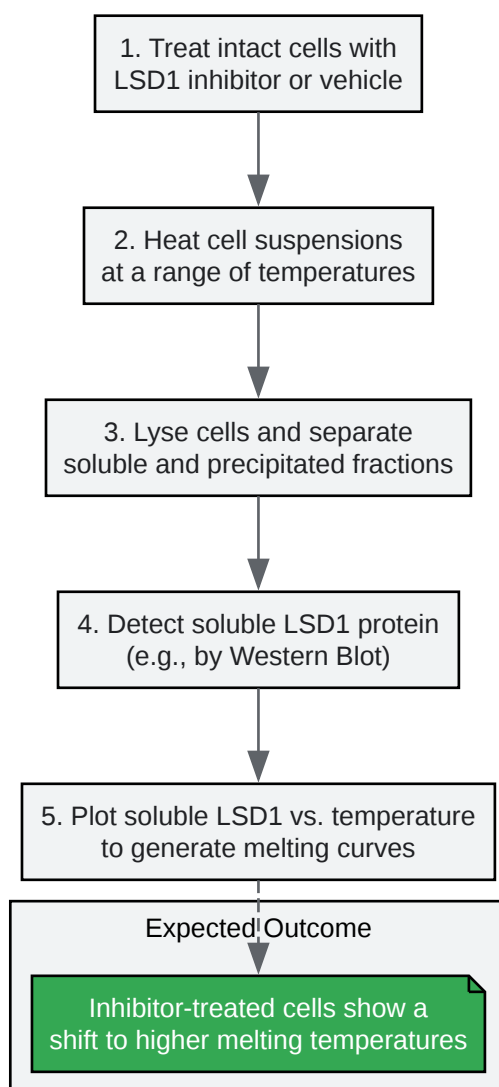 1. Treat intact cells with
LSD1 inhibitor or vehicle
2. Heat cell suspensions
at a range of temperatures
3. Lyse cells and separate
soluble and precipitated fractions
4. Detect soluble LSD1 protein
(e.g., by Western Blot)
5. Plot soluble LSD1 vs. temperature
to generate melting curves
Expected Outcome
Inhibitor-treated cells show a
shift to higher melting temperatures